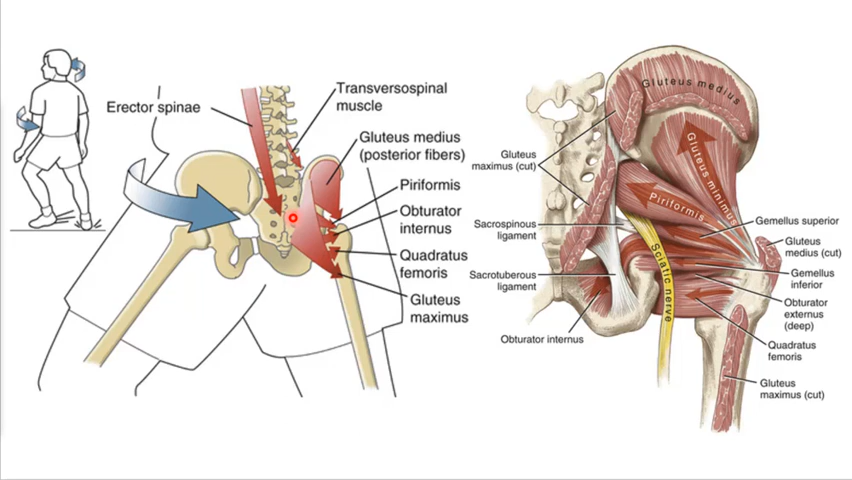 Erector spinae
Transversospinal
muscle
Gluteus medius
(posterior fibers)
Piriformis
Obturator
internus
Quadratus
femoris
Gluteus
maximus
Gluteus medius
Gluteus minimus
Piriformis
Sciatic nerve
Gluteus
maximus (cut)
Sacrospinous
ligament
Sacrotuberous
ligament
Obturator internus
Gemellus superior
Gluteus
medius (cut)
Gemellus
inferior
Obturator
externus
(deep)
Quadratus
femoris
Gluteus
maximus (cut)